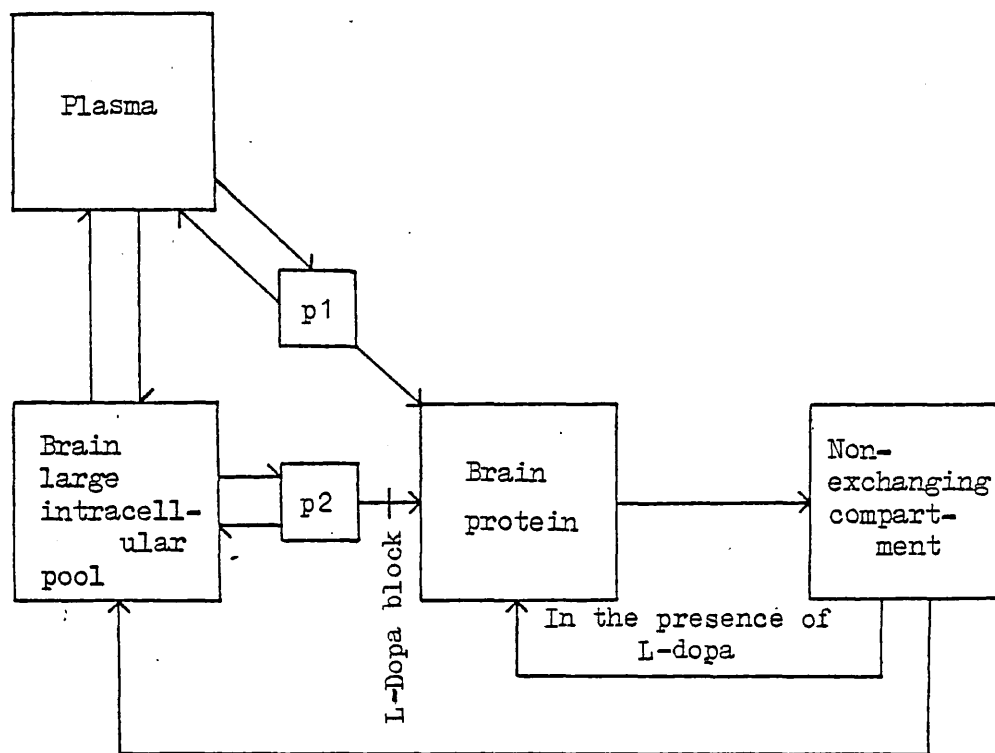 Plasma
p1
Brain
large
intracell-
ular
pool
p2
L-Dopa block
Brain
protein
Non-
exchanging
compart-
ment
In the presence of
L-dopa